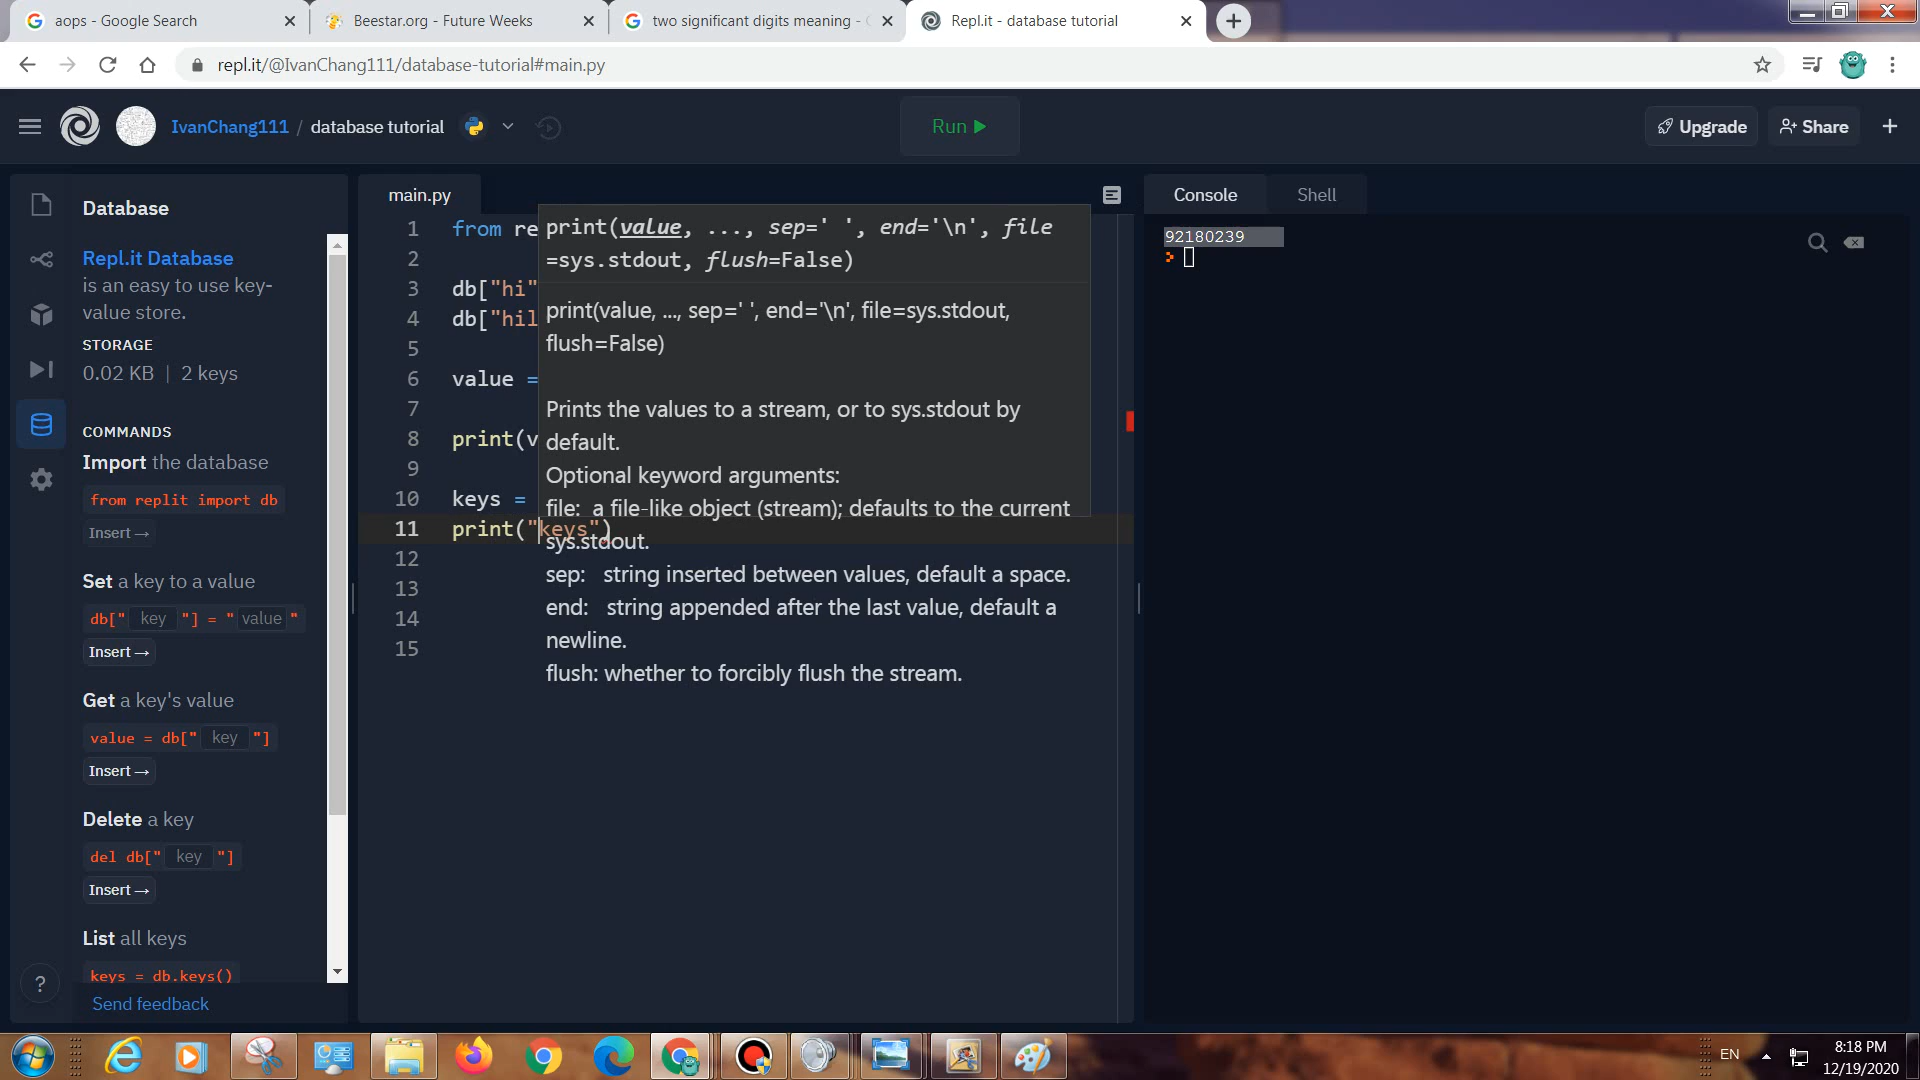 aops - Google Search
Beestar.org - Future Weeks
two significant digits meaning -
Repl.it - database tutorial
repl.it/@IvanChang111/database-tutorial#main.py
IvanChang111 / database tutorial
Run
Upgrade
Share
Database
Repl.it Database
is an easy to use key-
value store.
STORAGE
0.02 KB | 2 keys
COMMANDS
Import the database
from replit import db
Insert →
Set a key to a value
db[" key "] = " value "
Insert →
Get a key's value
value = db[" key "]
Insert →
Delete a key
del db[" key "]
Insert →
List all keys
keys = db.keys()
Send feedback
?
main.py
1 from re
2
3 db["hi"
4 db["hil
5
6 value =
7
8 print(v
9
10 keys =
11 print("keys")
12
13
14
15
print(value, ..., sep=' ', end='\n', file
=sys.stdout, flush=False)
print(value, ..., sep=' ', end='\n', file=sys.stdout,
flush=False)
Prints the values to a stream, or to sys.stdout by
default.
Optional keyword arguments:
file: a file-like object (stream); defaults to the current
sys.stdout.
sep: string inserted between values, default a space.
end: string appended after the last value, default a
newline.
flush: whether to forcibly flush the stream.
Console
Shell
92180239
>
EN
8:18 PM
12/19/2020